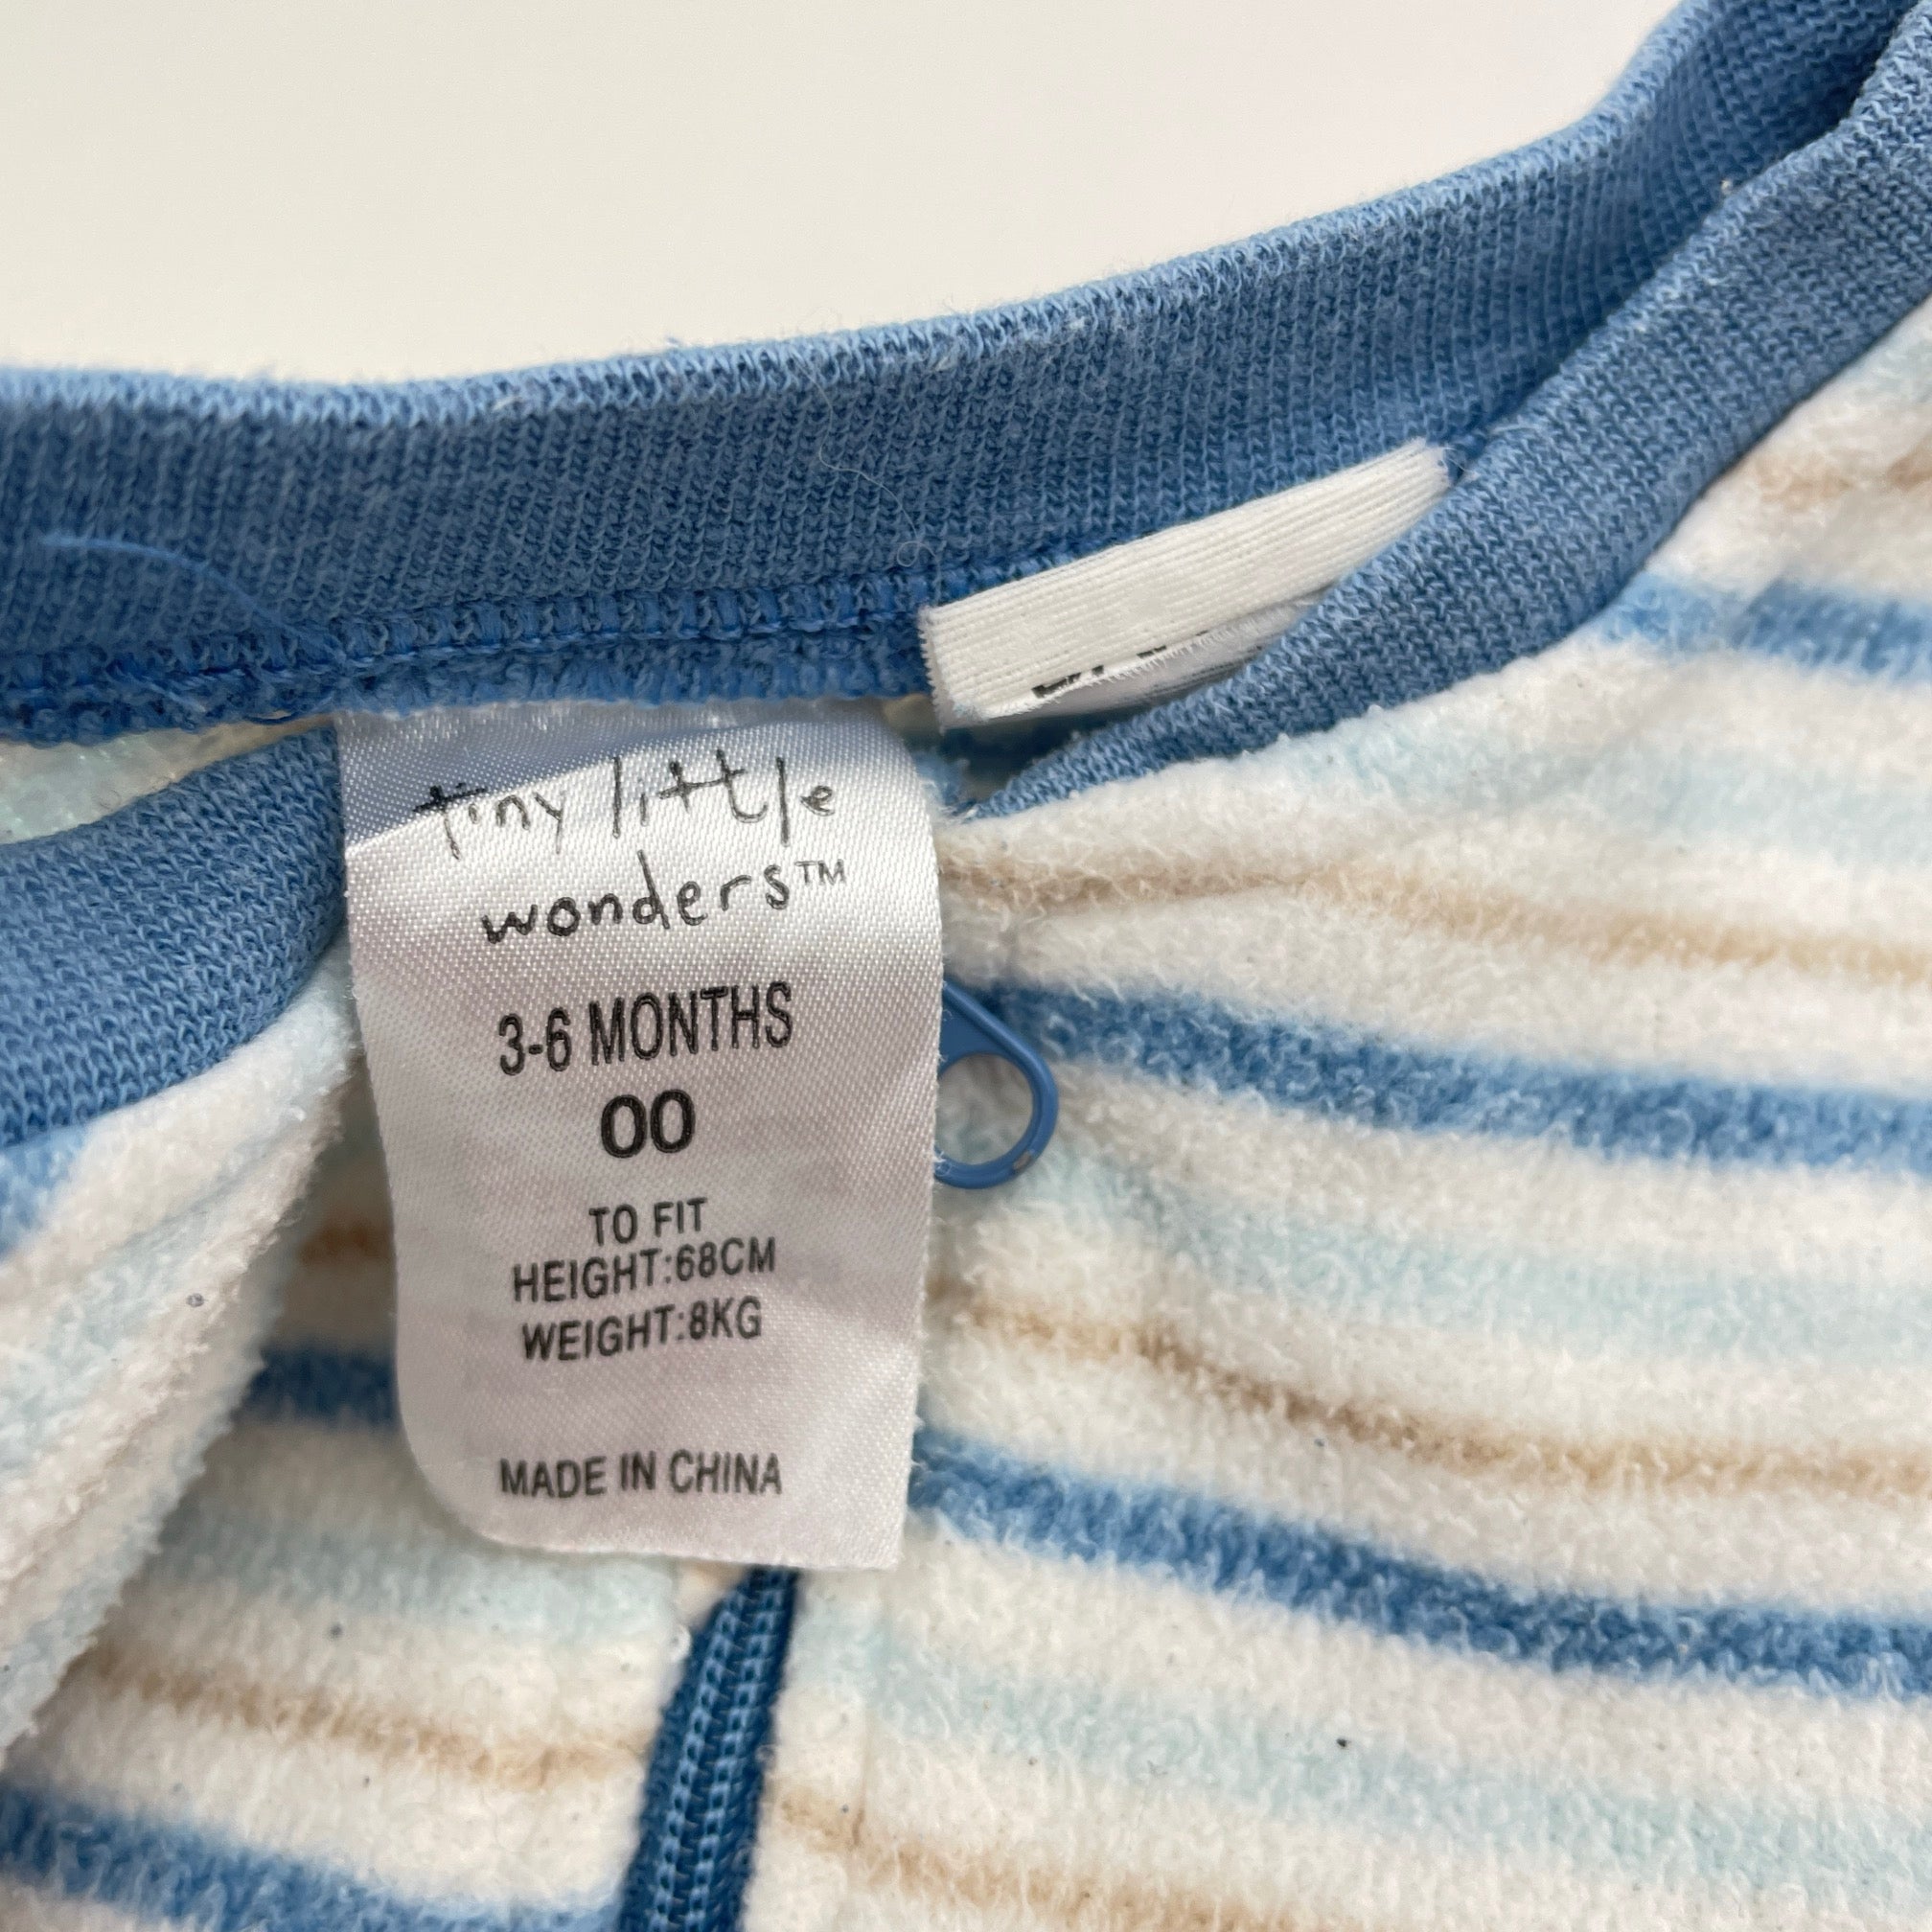 tiny little
wonders™
3-6 MONTHS
00
TO FIT
HEIGHT:68CM
WEIGHT:8KG
MADE IN CHINA